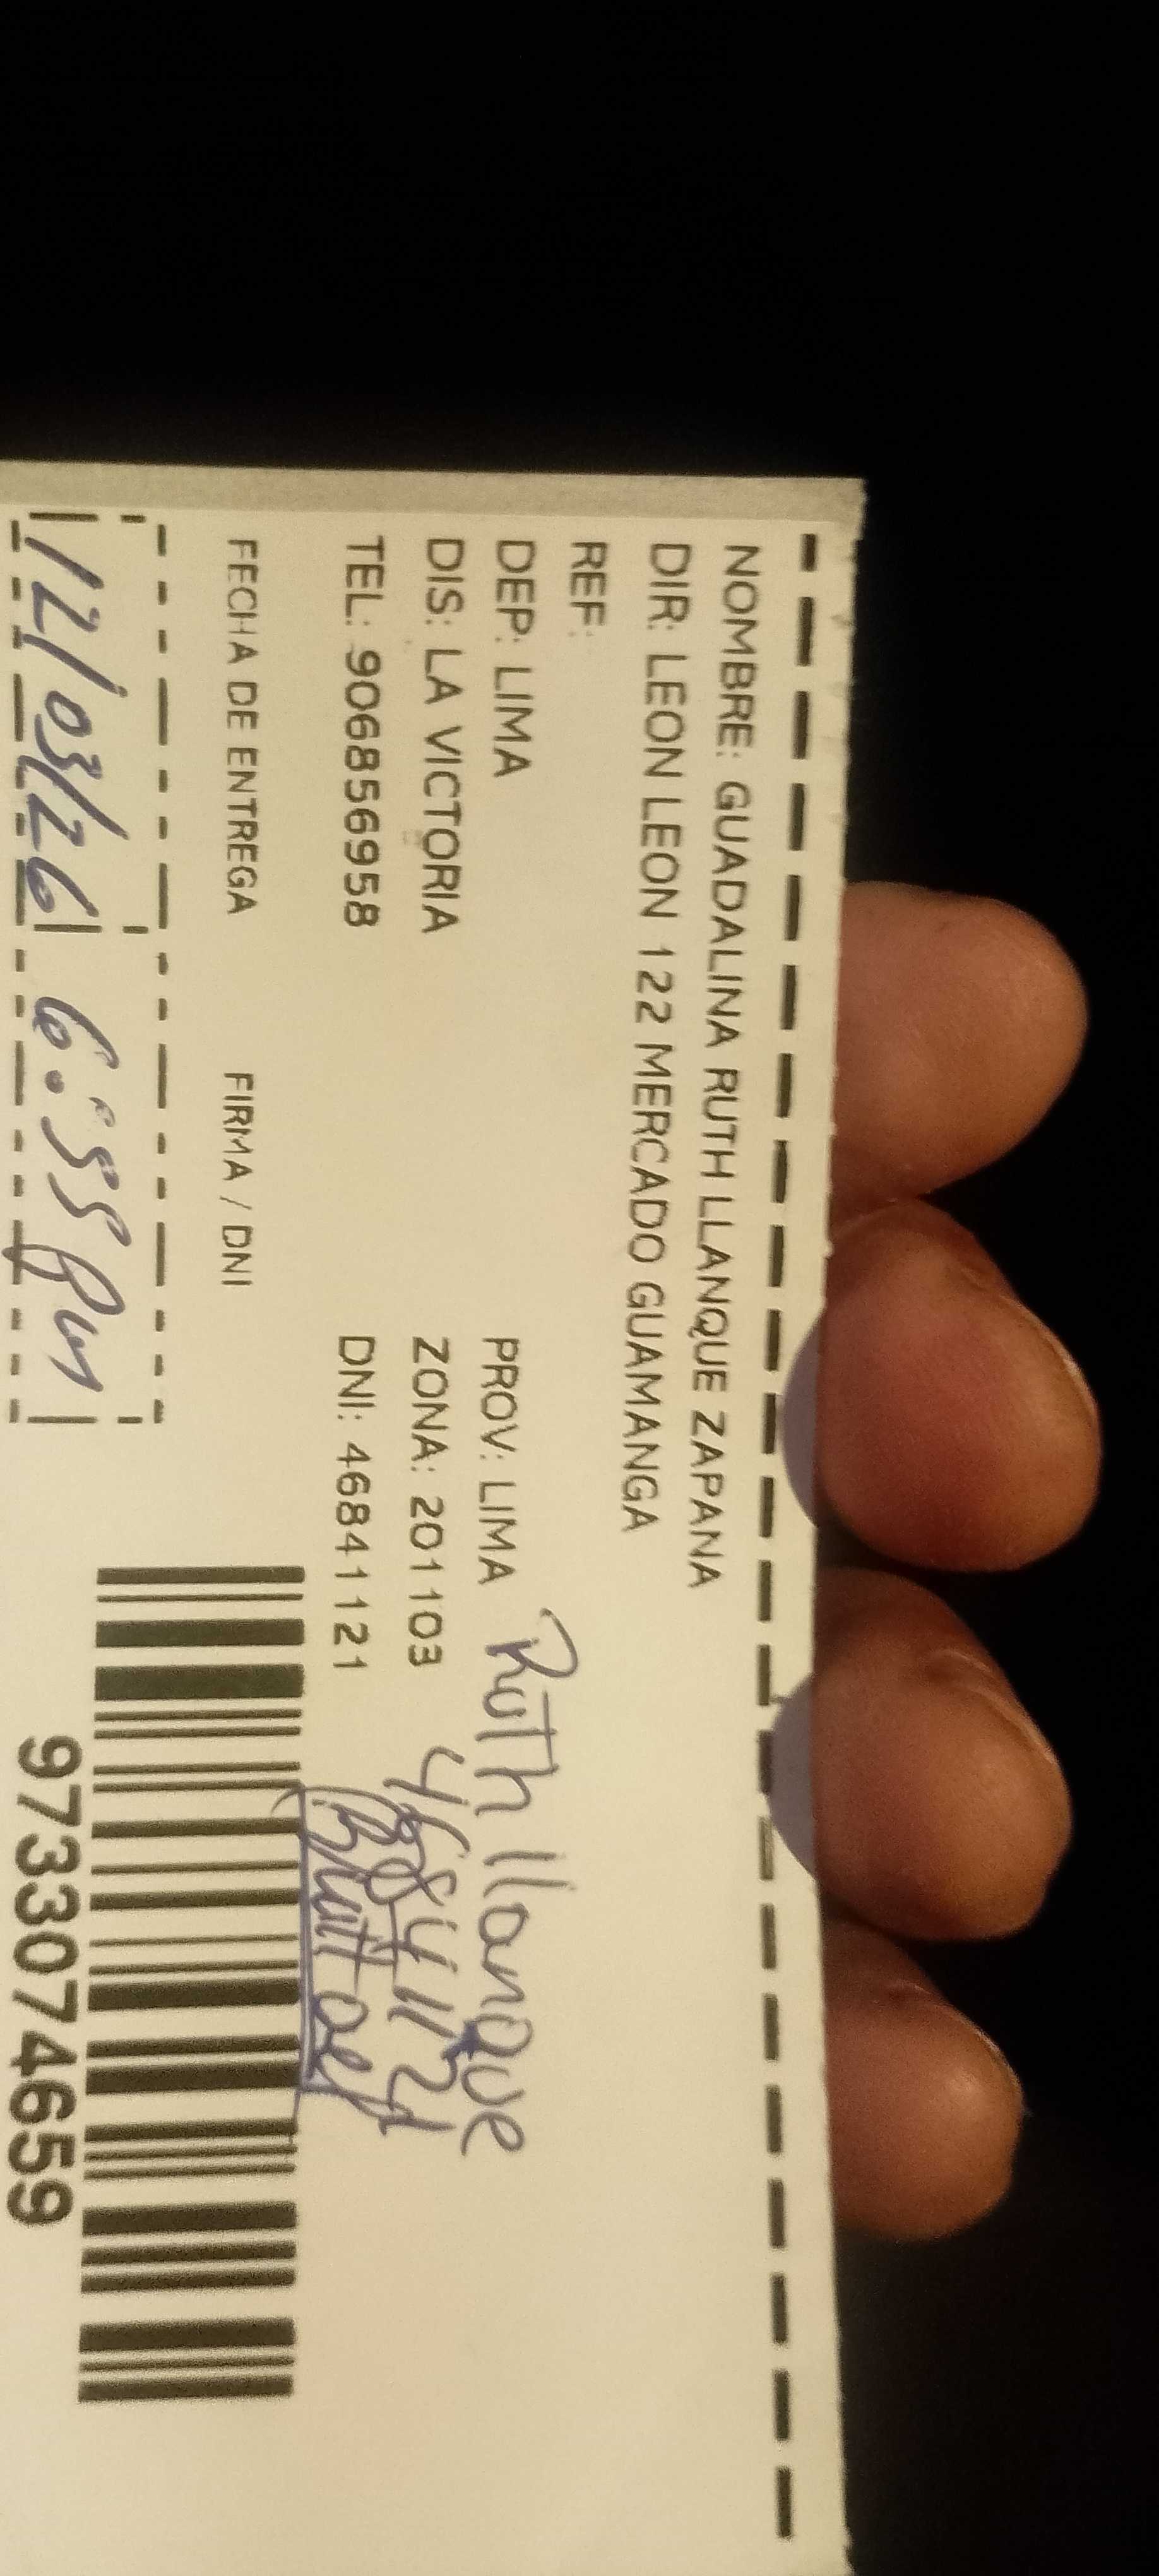 NOMBRE: GUADALINA RUTH LLANQUE ZAPANA
DIR: LEON LEON 122 MERCADO GUAMANGA
REF:
DEP: LIMA PROV: LIMA
DIS: LA VICTORIA ZONA: 201103
TEL: 906856958 DNI: 46841121
Ruth llanque
46841121
FECHA DE ENTREGA FIRMA / DNI
12/03/26 6:55 pm
9733074659